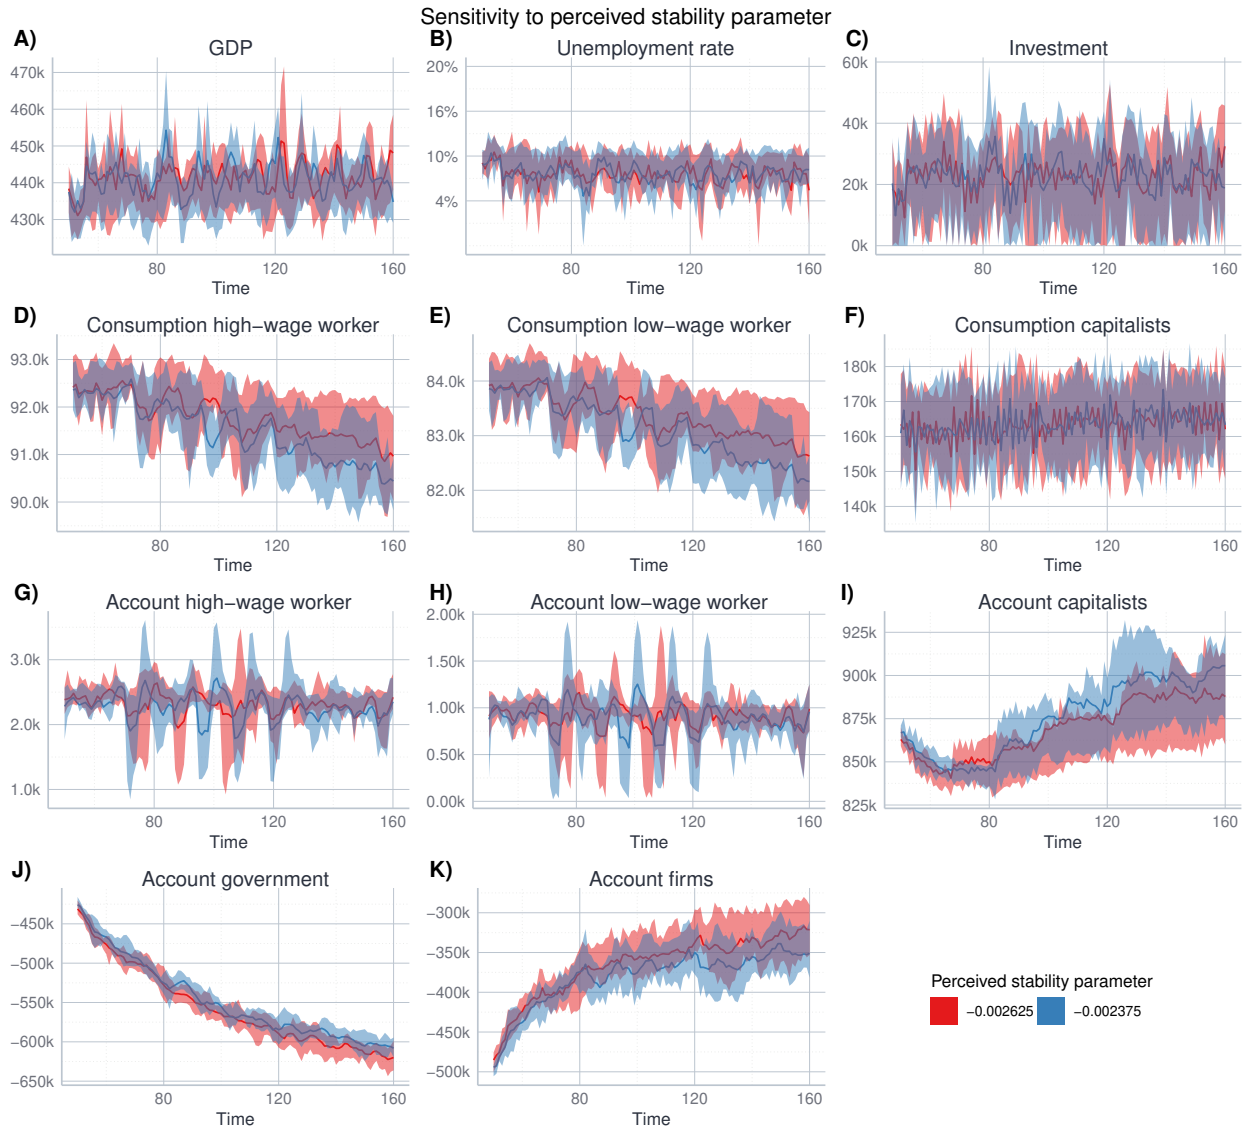 Sensitivity to perceived stability parameter
A)
GDP
470k
460k
450k
440k
430k
80
120
160
Time
B)
Unemployment rate
20%
16%
10%
4%
80
120
160
Time
C)
Investment
60k
40k
20k
0k
80
120
160
Time
D)
Consumption high−wage worker
93.0k
92.0k
91.0k
90.0k
80
120
160
Time
E)
Consumption low−wage worker
84.0k
83.0k
82.0k
80
120
160
Time
F)
Consumption capitalists
180k
170k
160k
150k
140k
80
120
160
Time
G)
Account high−wage worker
3.0k
2.0k
1.0k
80
120
160
Time
H)
Account low−wage worker
2.00k
1.50k
1.00k
0.50k
0.00k
80
120
160
Time
I)
Account capitalists
925k
900k
875k
850k
825k
80
120
160
Time
J)
Account government
−450k
−500k
−550k
−600k
−650k
80
120
160
Time
K)
Account firms
−300k
−350k
−400k
−450k
−500k
80
120
160
Time
Perceived stability parameter
−0.002625
−0.002375